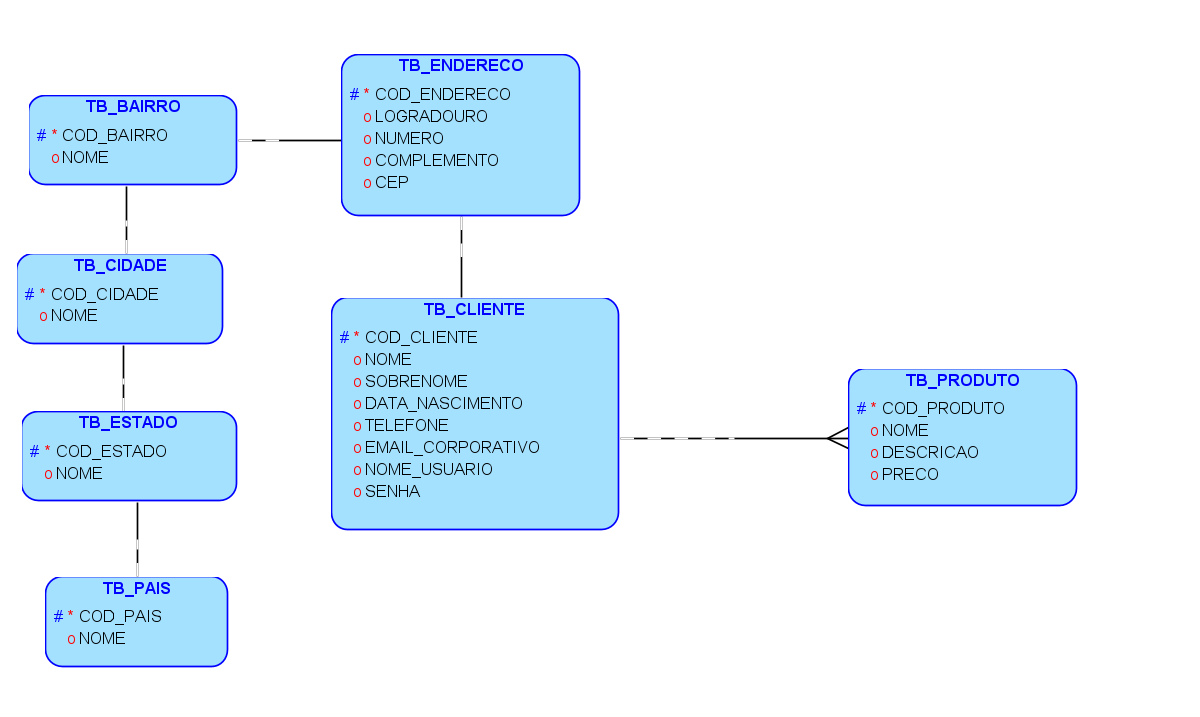 TB_ENDERECO
# * COD_ENDERECO
o LOGRADOURO
o NUMERO
o COMPLEMENTO
o CEP
TB_BAIRRO
# * COD_BAIRRO
o NOME
TB_CIDADE
# * COD_CIDADE
o NOME
TB_ESTADO
# * COD_ESTADO
o NOME
TB_PAIS
# * COD_PAIS
o NOME
TB_CLIENTE
# * COD_CLIENTE
o NOME
o SOBRENOME
o DATA_NASCIMENTO
o TELEFONE
o EMAIL_CORPORATIVO
o NOME_USUARIO
o SENHA
TB_PRODUTO
# * COD_PRODUTO
o NOME
o DESCRICAO
o PRECO